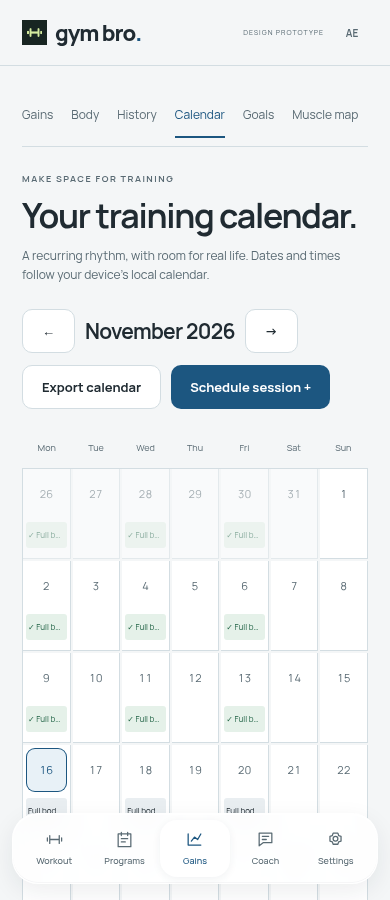 gym bro.
DESIGN PROTOTYPE
AE
Gains Body History Calendar Goals Muscle map
MAKE SPACE FOR TRAINING
Your training calendar.
A recurring rhythm, with room for real life. Dates and times
follow your device's local calendar.
← November 2026 →
Export calendar Schedule session +
Mon Tue Wed Thu Fri Sat Sun
26 27 28 29 30 31 1
✓ Full b... ✓ Full b... ✓ Full b...
2 3 4 5 6 7 8
✓ Full b... ✓ Full b... ✓ Full b...
9 10 11 12 13 14 15
✓ Full b... ✓ Full b... ✓ Full b...
16 17 18 19 20 21 22
Full bod Full bod Full bod
Workout Programs Gains Coach Settings